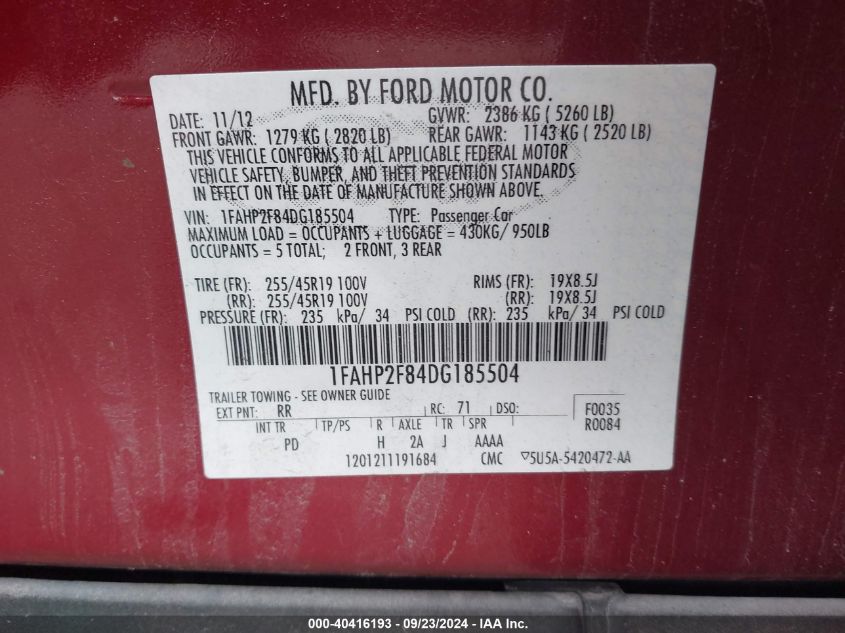 MFD. BY FORD MOTOR CO.
DATE: 11/12 GVWR: 2386 KG ( 5260 LB)
FRONT GAWR: 1279 KG ( 2820 LB) REAR GAWR: 1143 KG ( 2520 LB)
THIS VEHICLE CONFORMS TO ALL APPLICABLE FEDERAL MOTOR
VEHICLE SAFETY, BUMPER, AND THEFT PREVENTION STANDARDS
IN EFFECT ON THE DATE OF MANUFACTURE SHOWN ABOVE.
VIN: 1FAHP2F84DG185504 TYPE: Passenger Car
MAXIMUM LOAD = OCCUPANTS + LUGGAGE = 430KG/ 950LB
OCCUPANTS = 5 TOTAL; 2 FRONT, 3 REAR
TIRE (FR): 255/45R19 100V RIMS (FR): 19X8.5J
(RR): 255/45R19 100V (RR): 19X8.5J
PRESSURE (FR): 235 kPa/ 34 PSI COLD (RR): 235 kPa/ 34 PSI COLD
1FAHP2F84DG185504
TRAILER TOWING - SEE OWNER GUIDE
EXT PNT: RR RC: 71 DSO: F0035
INT TR TP/PS R AXLE TR SPR R0084
PD H 2A J AAAA
1201211191684 CMC ▽5U5A-5420472-AA
000-40416193 - 09/23/2024 - IAA Inc.